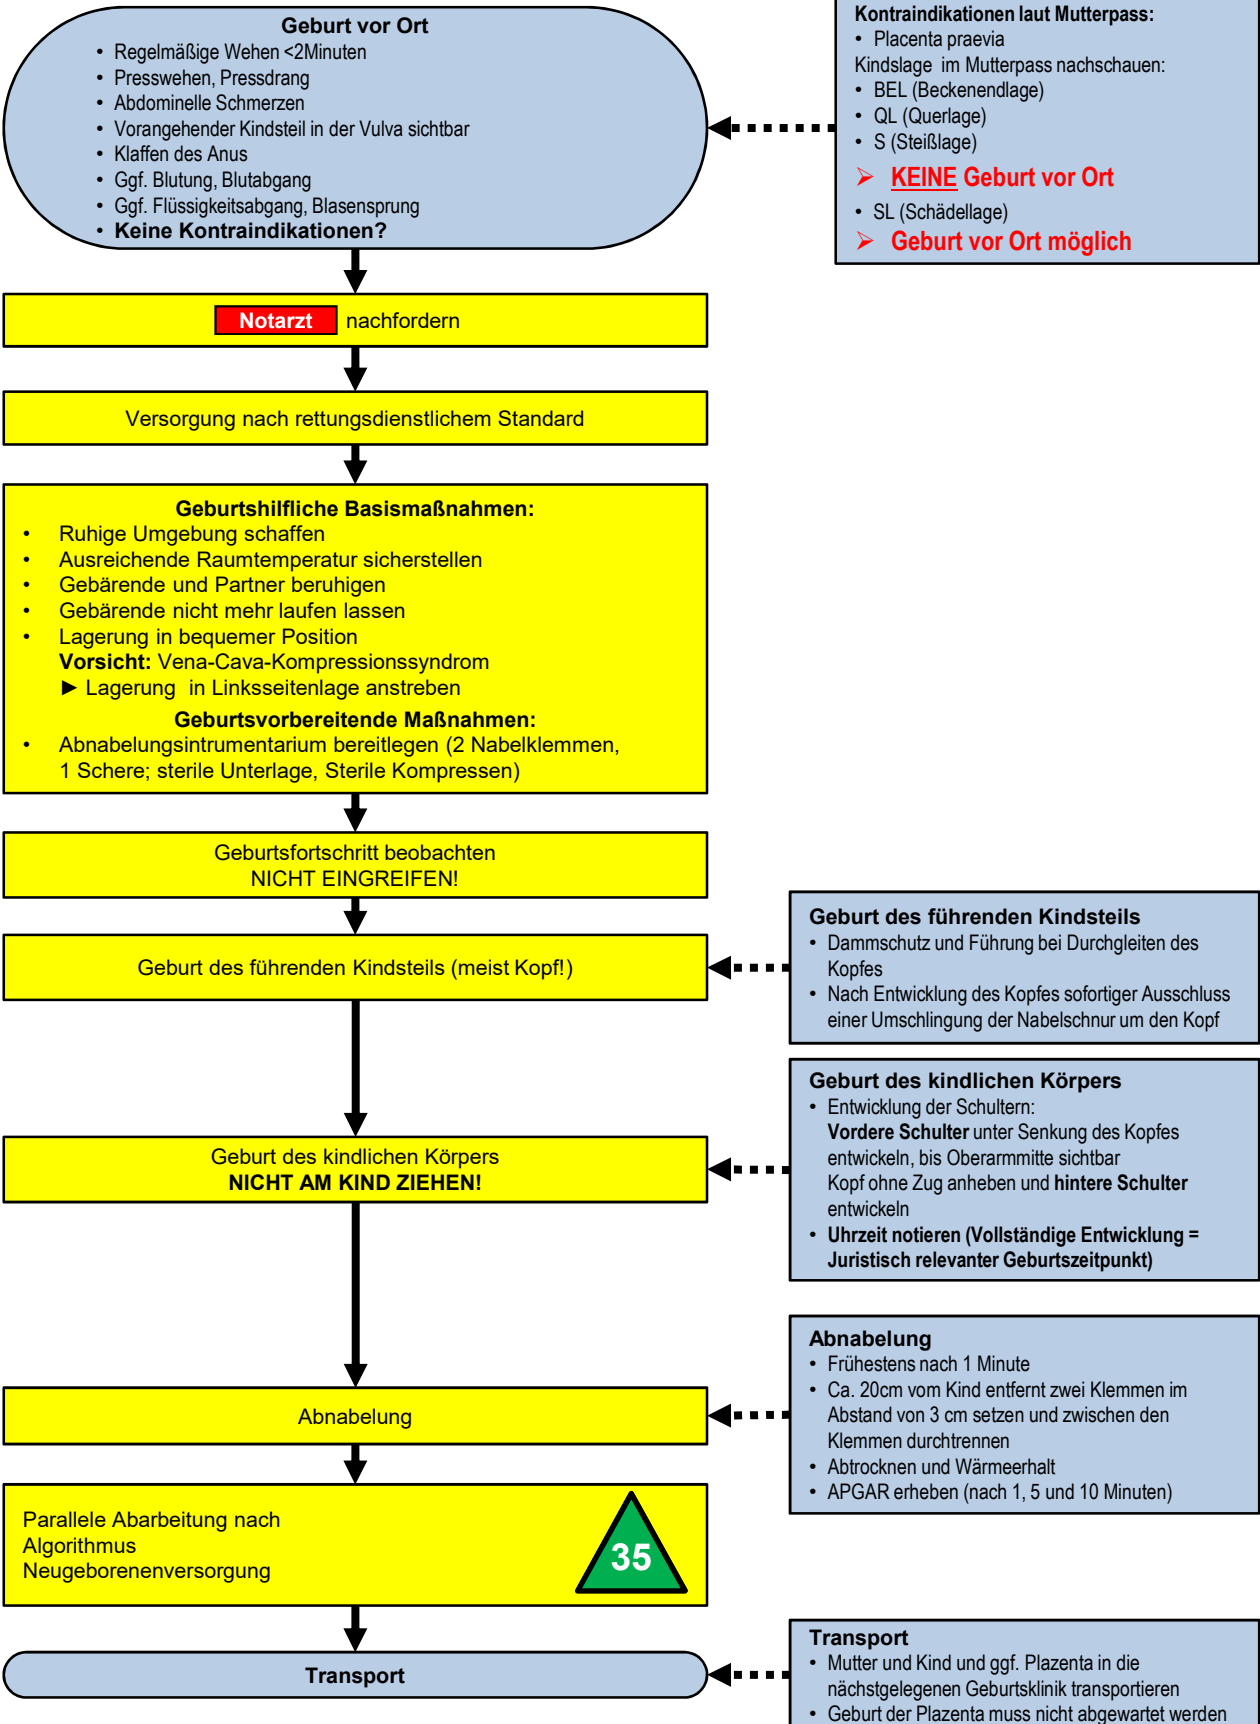 Geburt vor Ort
• Regelmäßige Wehen <2Minuten
• Presswehen, Pressdrang
• Abdominelle Schmerzen
• Vorangehender Kindsteil in der Vulva sichtbar
• Klaffen des Anus
• Ggf. Blutung, Blutabgang
• Ggf. Flüssigkeitsabgang, Blasensprung
• Keine Kontraindikationen?
Kontraindikationen laut Mutterpass:
• Placenta praevia
Kindslage im Mutterpass nachschauen:
• BEL (Beckenendlage)
• QL (Querlage)
• S (Steißlage)
➢ KEINE Geburt vor Ort
• SL (Schädellage)
➢ Geburt vor Ort möglich
Notarzt nachfordern
Versorgung nach rettungsdienstlichem Standard
Geburtshilfliche Basismaßnahmen:
• Ruhige Umgebung schaffen
• Ausreichende Raumtemperatur sicherstellen
• Gebärende und Partner beruhigen
• Gebärende nicht mehr laufen lassen
• Lagerung in bequemer Position
Vorsicht: Vena-Cava-Kompressionssyndrom
► Lagerung in Linksseitenlage anstreben
Geburtsvorbereitende Maßnahmen:
• Abnabelungsintrumentarium bereitlegen (2 Nabelklemmen,
1 Schere; sterile Unterlage, Sterile Kompressen)
Geburtsfortschritt beobachten
NICHT EINGREIFEN!
Geburt des führenden Kindsteils (meist Kopf!)
Geburt des führenden Kindsteils
• Dammschutz und Führung bei Durchgleiten des
Kopfes
• Nach Entwicklung des Kopfes sofortiger Ausschluss
einer Umschlingung der Nabelschnur um den Kopf
Geburt des kindlichen Körpers
NICHT AM KIND ZIEHEN!
Geburt des kindlichen Körpers
• Entwicklung der Schultern:
Vordere Schulter unter Senkung des Kopfes
entwickeln, bis Oberarmmitte sichtbar
Kopf ohne Zug anheben und hintere Schulter
entwickeln
• Uhrzeit notieren (Vollständige Entwicklung =
Juristisch relevanter Geburtszeitpunkt)
Abnabelung
Abnabelung
• Frühestens nach 1 Minute
• Ca. 20cm vom Kind entfernt zwei Klemmen im
Abstand von 3 cm setzen und zwischen den
Klemmen durchtrennen
• Abtrocknen und Wärmeerhalt
• APGAR erheben (nach 1, 5 und 10 Minuten)
Parallele Abarbeitung nach
Algorithmus
Neugeborenenversorgung
35
Transport
Transport
• Mutter und Kind und ggf. Plazenta in die
nächstgelegenen Geburtsklinik transportieren
• Geburt der Plazenta muss nicht abgewartet werden